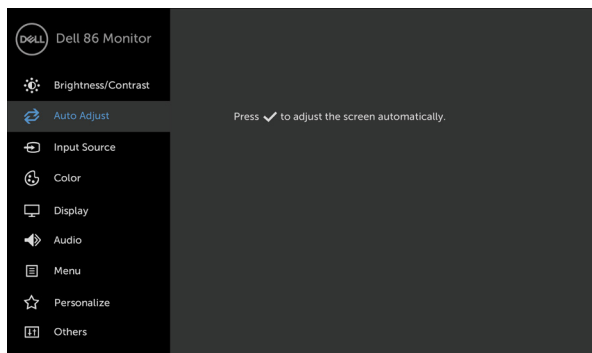 DELL Dell 86 Monitor
Brightness/Contrast
Auto Adjust
Press ✓ to adjust the screen automatically.
Input Source
Color
Display
Audio
Menu
Personalize
Others